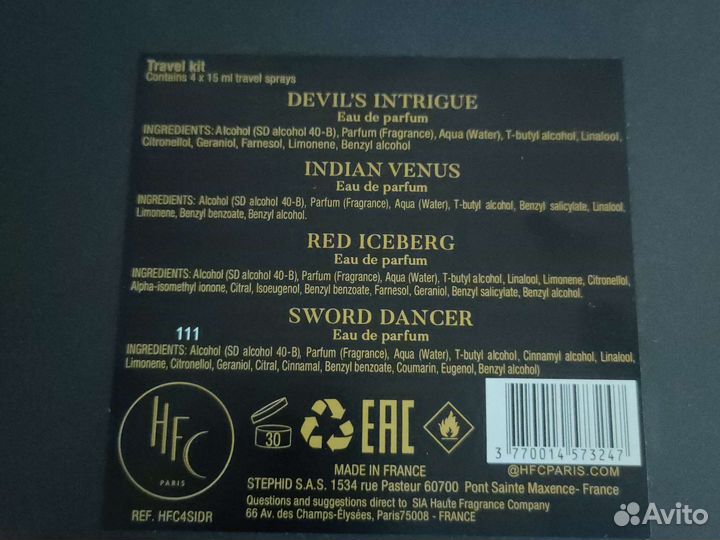 Travel kit
Contains 4 x 15 ml travel sprays
DEVIL'S INTRIGUE
Eau de parfum
INGREDIENTS: Alcohol (SD alcohol 40-B), Parfum (Fragrance), Aqua (Water), T-butyl alcohol, Linalool,
Citronellol, Geraniol, Farnesol, Limonene, Benzyl alcohol
INDIAN VENUS
Eau de parfum
INGREDIENTS: Alcohol (SD alcohol 40-B), Parfum (Fragrance), Aqua (Water), T-butyl alcohol, Benzyl salicylate, Linalool,
Limonene, Benzyl benzoate, Benzyl alcohol.
RED ICEBERG
Eau de parfum
INGREDIENTS: Alcohol (SD alcohol 40-B), Parfum (Fragrance), Aqua (Water), T-butyl alcohol, Linalool, Limonene, Citronellol,
Alpha-isomethyl ionone, Citral, Isoeugenol, Benzyl benzoate, Farnesol, Geraniol, Benzyl salicylate, Benzyl alcohol.
SWORD DANCER
111
Eau de parfum
INGREDIENTS: Alcohol (SD alcohol 40-B), Parfum (Fragrance), Aqua (Water), T-butyl alcohol, Cinnamyl alcohol, Linalool,
Limonene, Citronellol, Geraniol, Citral, Cinnamal, Benzyl benzoate, Coumarin, Eugenol, Benzyl alcohol)
HFC
PARIS
30
EAC
3 770014 573247
MADE IN FRANCE
@HFCPARIS.COM
STEPHID S.A.S. 1534 rue Pasteur 60700 Pont Sainte Maxence- France
Questions and suggestions direct to SIA Haute Fragrance Company
66 Av. des Champs-Élysées, Paris75008 - FRANCE
REF. HFC4SIDR
Avito